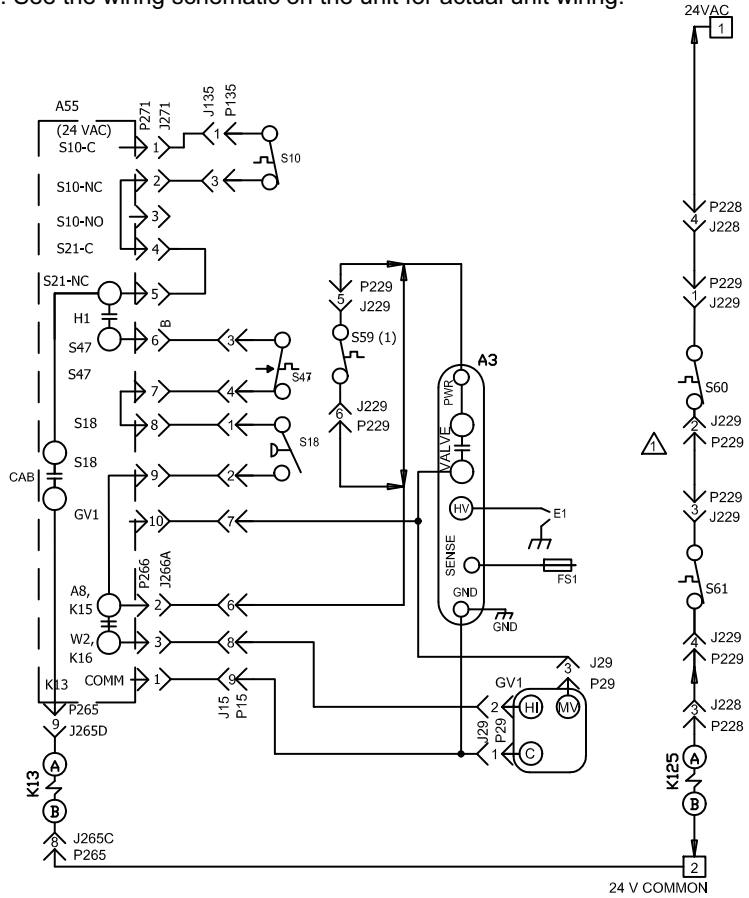 . See the wiring schematic on the unit for actual unit wiring.
24VAC
1
A55
(24 VAC)
P271
J271
J135
P135
S10-C
1
1
S10
S10-NC
2
3
S10-NO
3
S21-C
4
S21-NC
5
H1
S47
6
B
3
S47
7
4
S47
S18
8
1
S18
S18
9
2
CAB
GV1
10
7
P266
J266A
A8,
K15
2
6
W2,
K16
3
8
K13
COMM
1
9
J15
P15
P265
9
J265D
A
K13
B
8
J265C
P265
P229
5
J229
S59 (1)
6
J229
P229
A3
PWR
VALVE
HV
E1
SENSE
FS1
GND
GND
3
J29
P29
GV1
2
HI
MV
J29
P29
1
C
4
P228
J228
1
P229
J229
S60
2
J229
P229
1
3
P229
J229
S61
4
J229
P229
3
J228
P228
A
K125
B
2
24 V COMMON